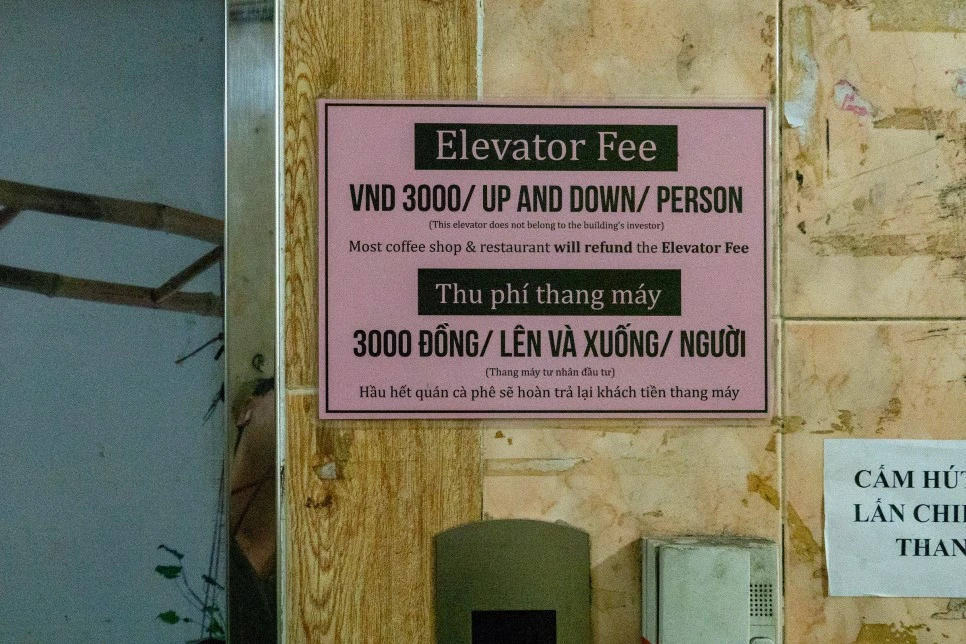 Elevator Fee
VND 3000/ UP AND DOWN/ PERSON
(This elevator does not belong to the building's investor)
Most coffee shop & restaurant will refund the Elevator Fee
Thu phí thang máy
3000 ĐỒNG/ LÊN VÀ XUỐNG/ NGƯỜI
(Thang máy tư nhân đầu tư)
Hầu hết quán cà phê sẽ hoàn trả lại khách tiền thang máy
CẤM HÚT
LẤN CHI
THAN